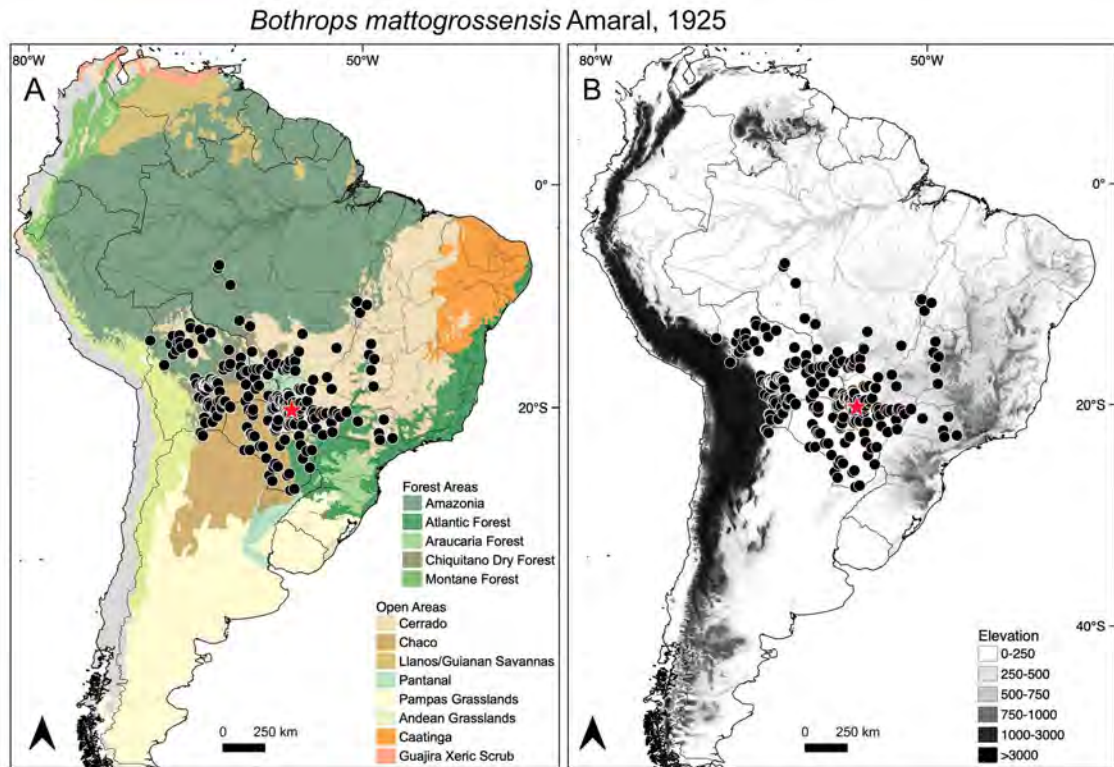 Bothrops mattogrossensis Amaral, 1925
80°W
50°W
A
0°
20°S
Forest Areas
Amazonia
Atlantic Forest
Araucaria Forest
Chiquitano Dry Forest
Montane Forest
Open Areas
Cerrado
Chaco
Llanos/Guianan Savannas
Pantanal
Pampas Grasslands
Andean Grasslands
Caatinga
Guajira Xeric Scrub
0 250 km
80°W
50°W
B
0°
20°S
40°S
Elevation
0-250
250-500
500-750
750-1000
1000-3000
>3000
0 250 km